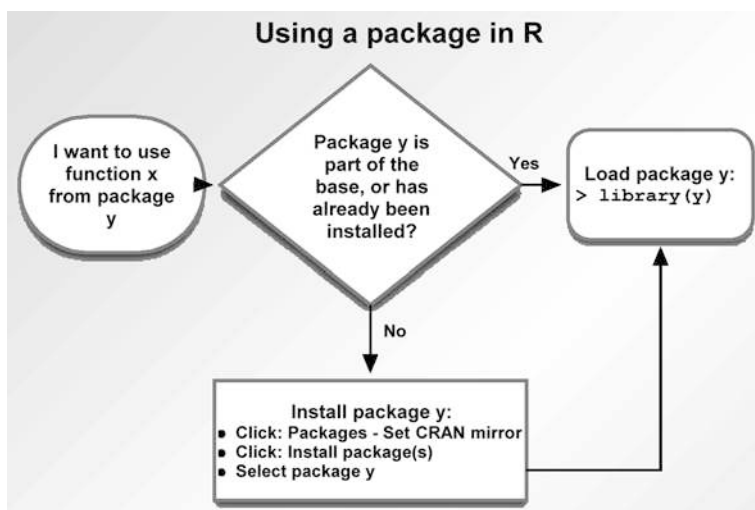 Using a package in R
I want to use
function x
from package
y
Package y is
part of the
base, or has
already been
installed?
Yes
Load package y:
> library(y)
No
Install package y:
● Click: Packages - Set CRAN mirror
● Click: Install package(s)
● Select package y